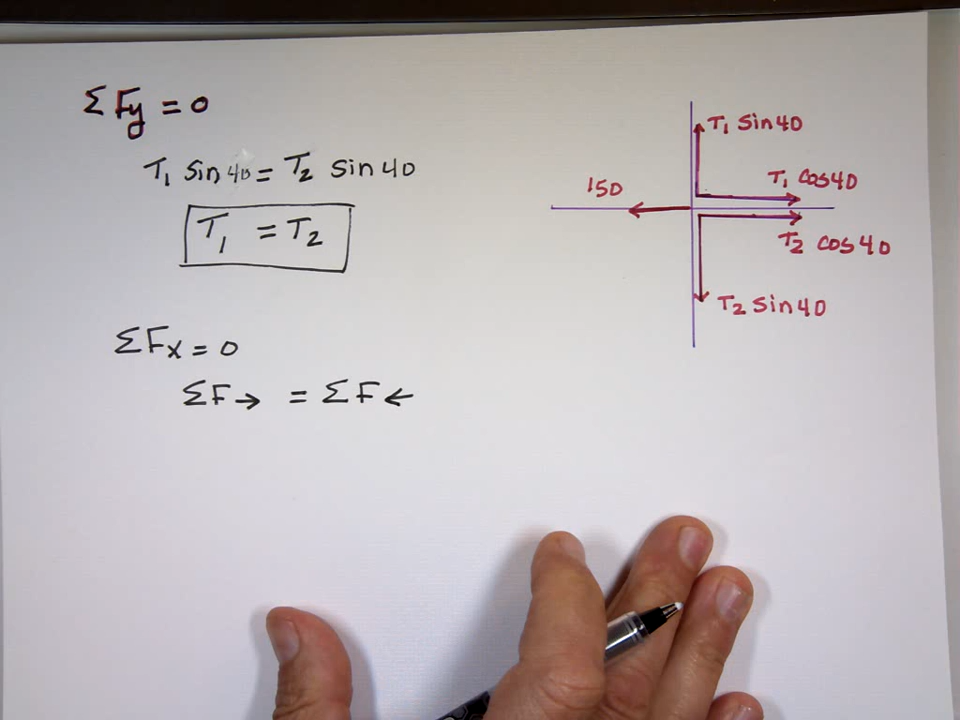 ΣFy = 0
T₁ sin 40 = T₂ sin 40
T₁ = T₂
ΣFx = 0
ΣF→ = ΣF←
T₁ sin 40
T₁ cos 40
150
T₂ cos 40
T₂ sin 40